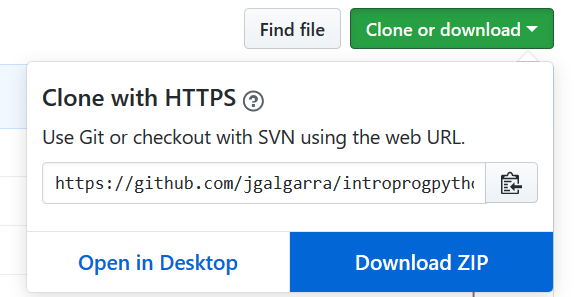 Find file
Clone or download
Clone with HTTPS
Use Git or checkout with SVN using the web URL.
https://github.com/jgalgarra/introprogpytho
Open in Desktop
Download ZIP